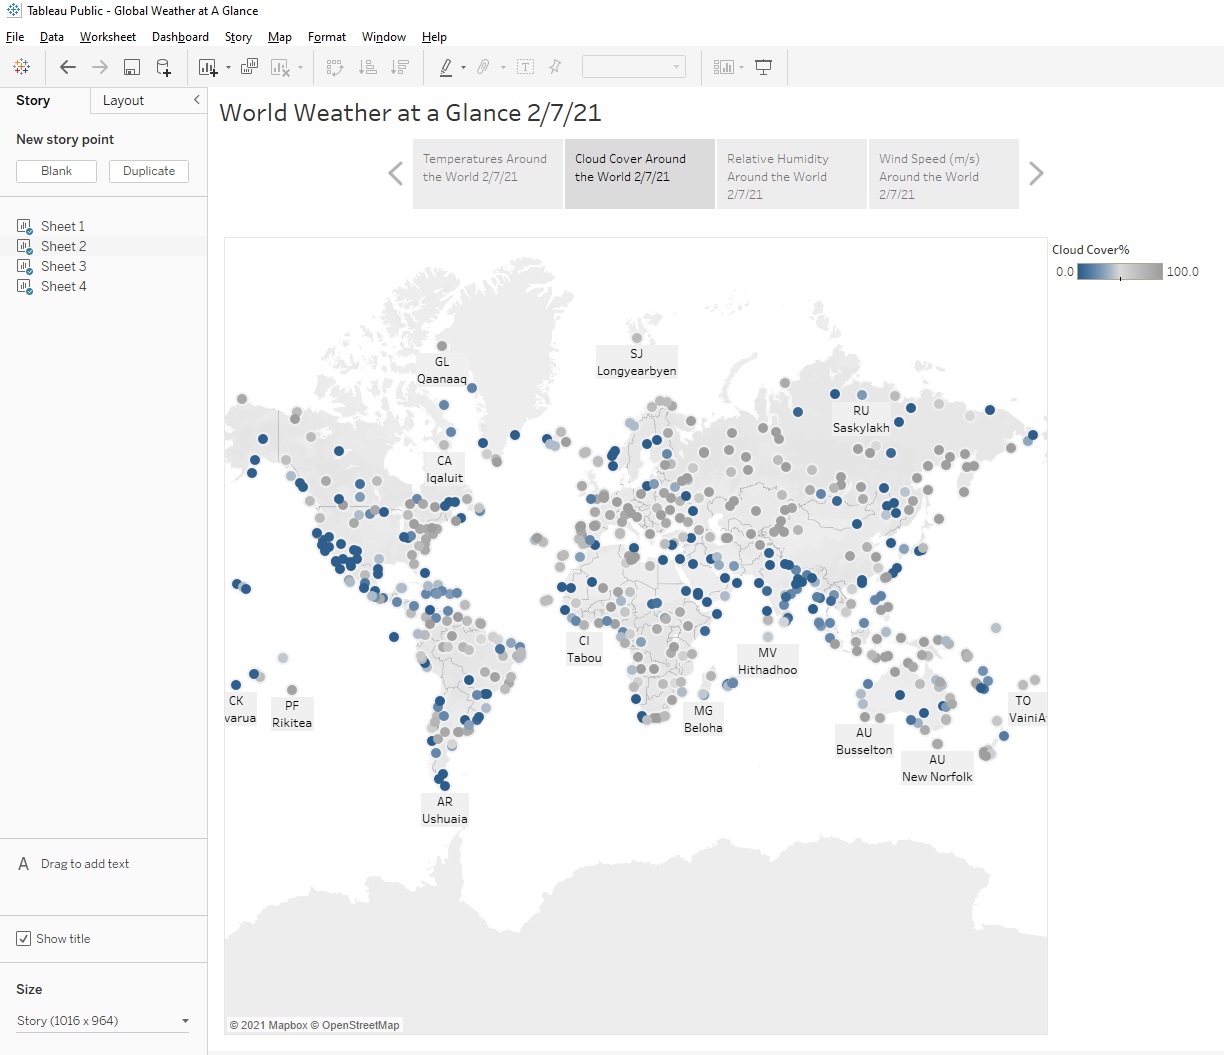 Tableau Public - Global Weather at A Glance
File Data Worksheet Dashboard Story Map Format Window Help
Story Layout
New story point
Blank Duplicate
Sheet 1
Sheet 2
Sheet 3
Sheet 4
A Drag to add text
Show title
Size
Story (1016 x 964)
World Weather at a Glance 2/7/21
Temperatures Around
the World 2/7/21
Cloud Cover Around
the World 2/7/21
Relative Humidity
Around the World
2/7/21
Wind Speed (m/s)
Around the World
2/7/21
Cloud Cover%
0.0 100.0
GL
Qaanaaq
SJ
Longyearbyen
RU
Saskylakh
CA
Iqaluit
CI
Tabou
MV
Hithadhoo
CK
varua
PF
Rikitea
MG
Beloha
TO
VainiA
AU
Busselton
AU
New Norfolk
AR
Ushuaia
© 2021 Mapbox © OpenStreetMap